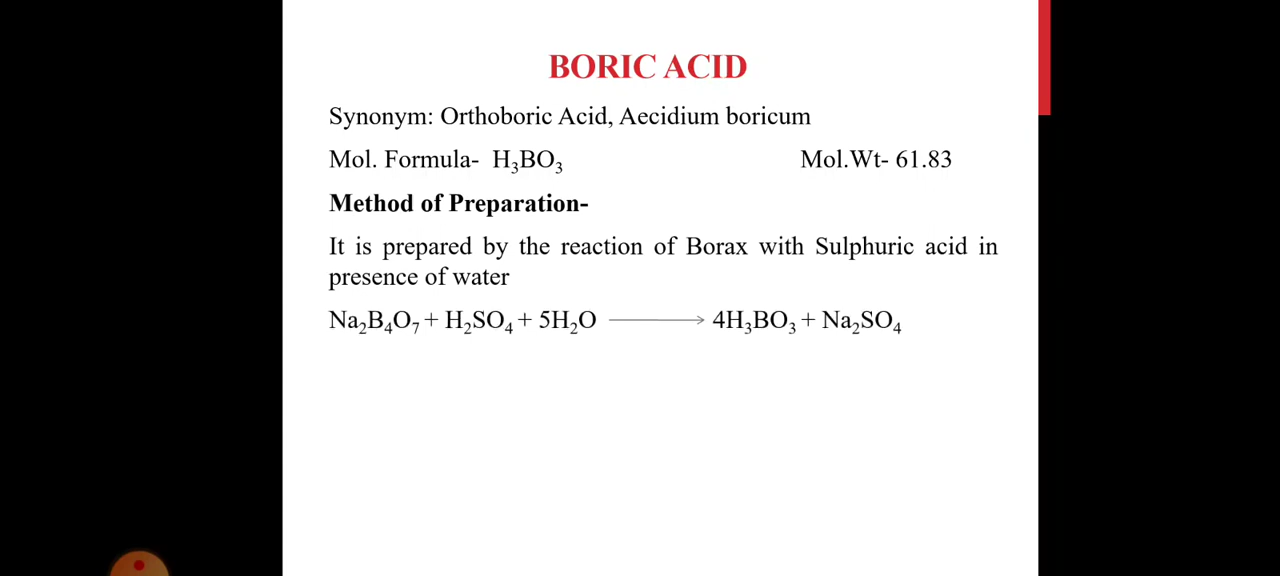 BORIC ACID
Synonym: Orthoboric Acid, Aecidium boricum
Mol. Formula- H₃BO₃ Mol.Wt- 61.83
Method of Preparation-
It is prepared by the reaction of Borax with Sulphuric acid in
presence of water
Na₂B₄O₇ + H₂SO₄ + 5H₂O ⟶ 4H₃BO₃ + Na₂SO₄